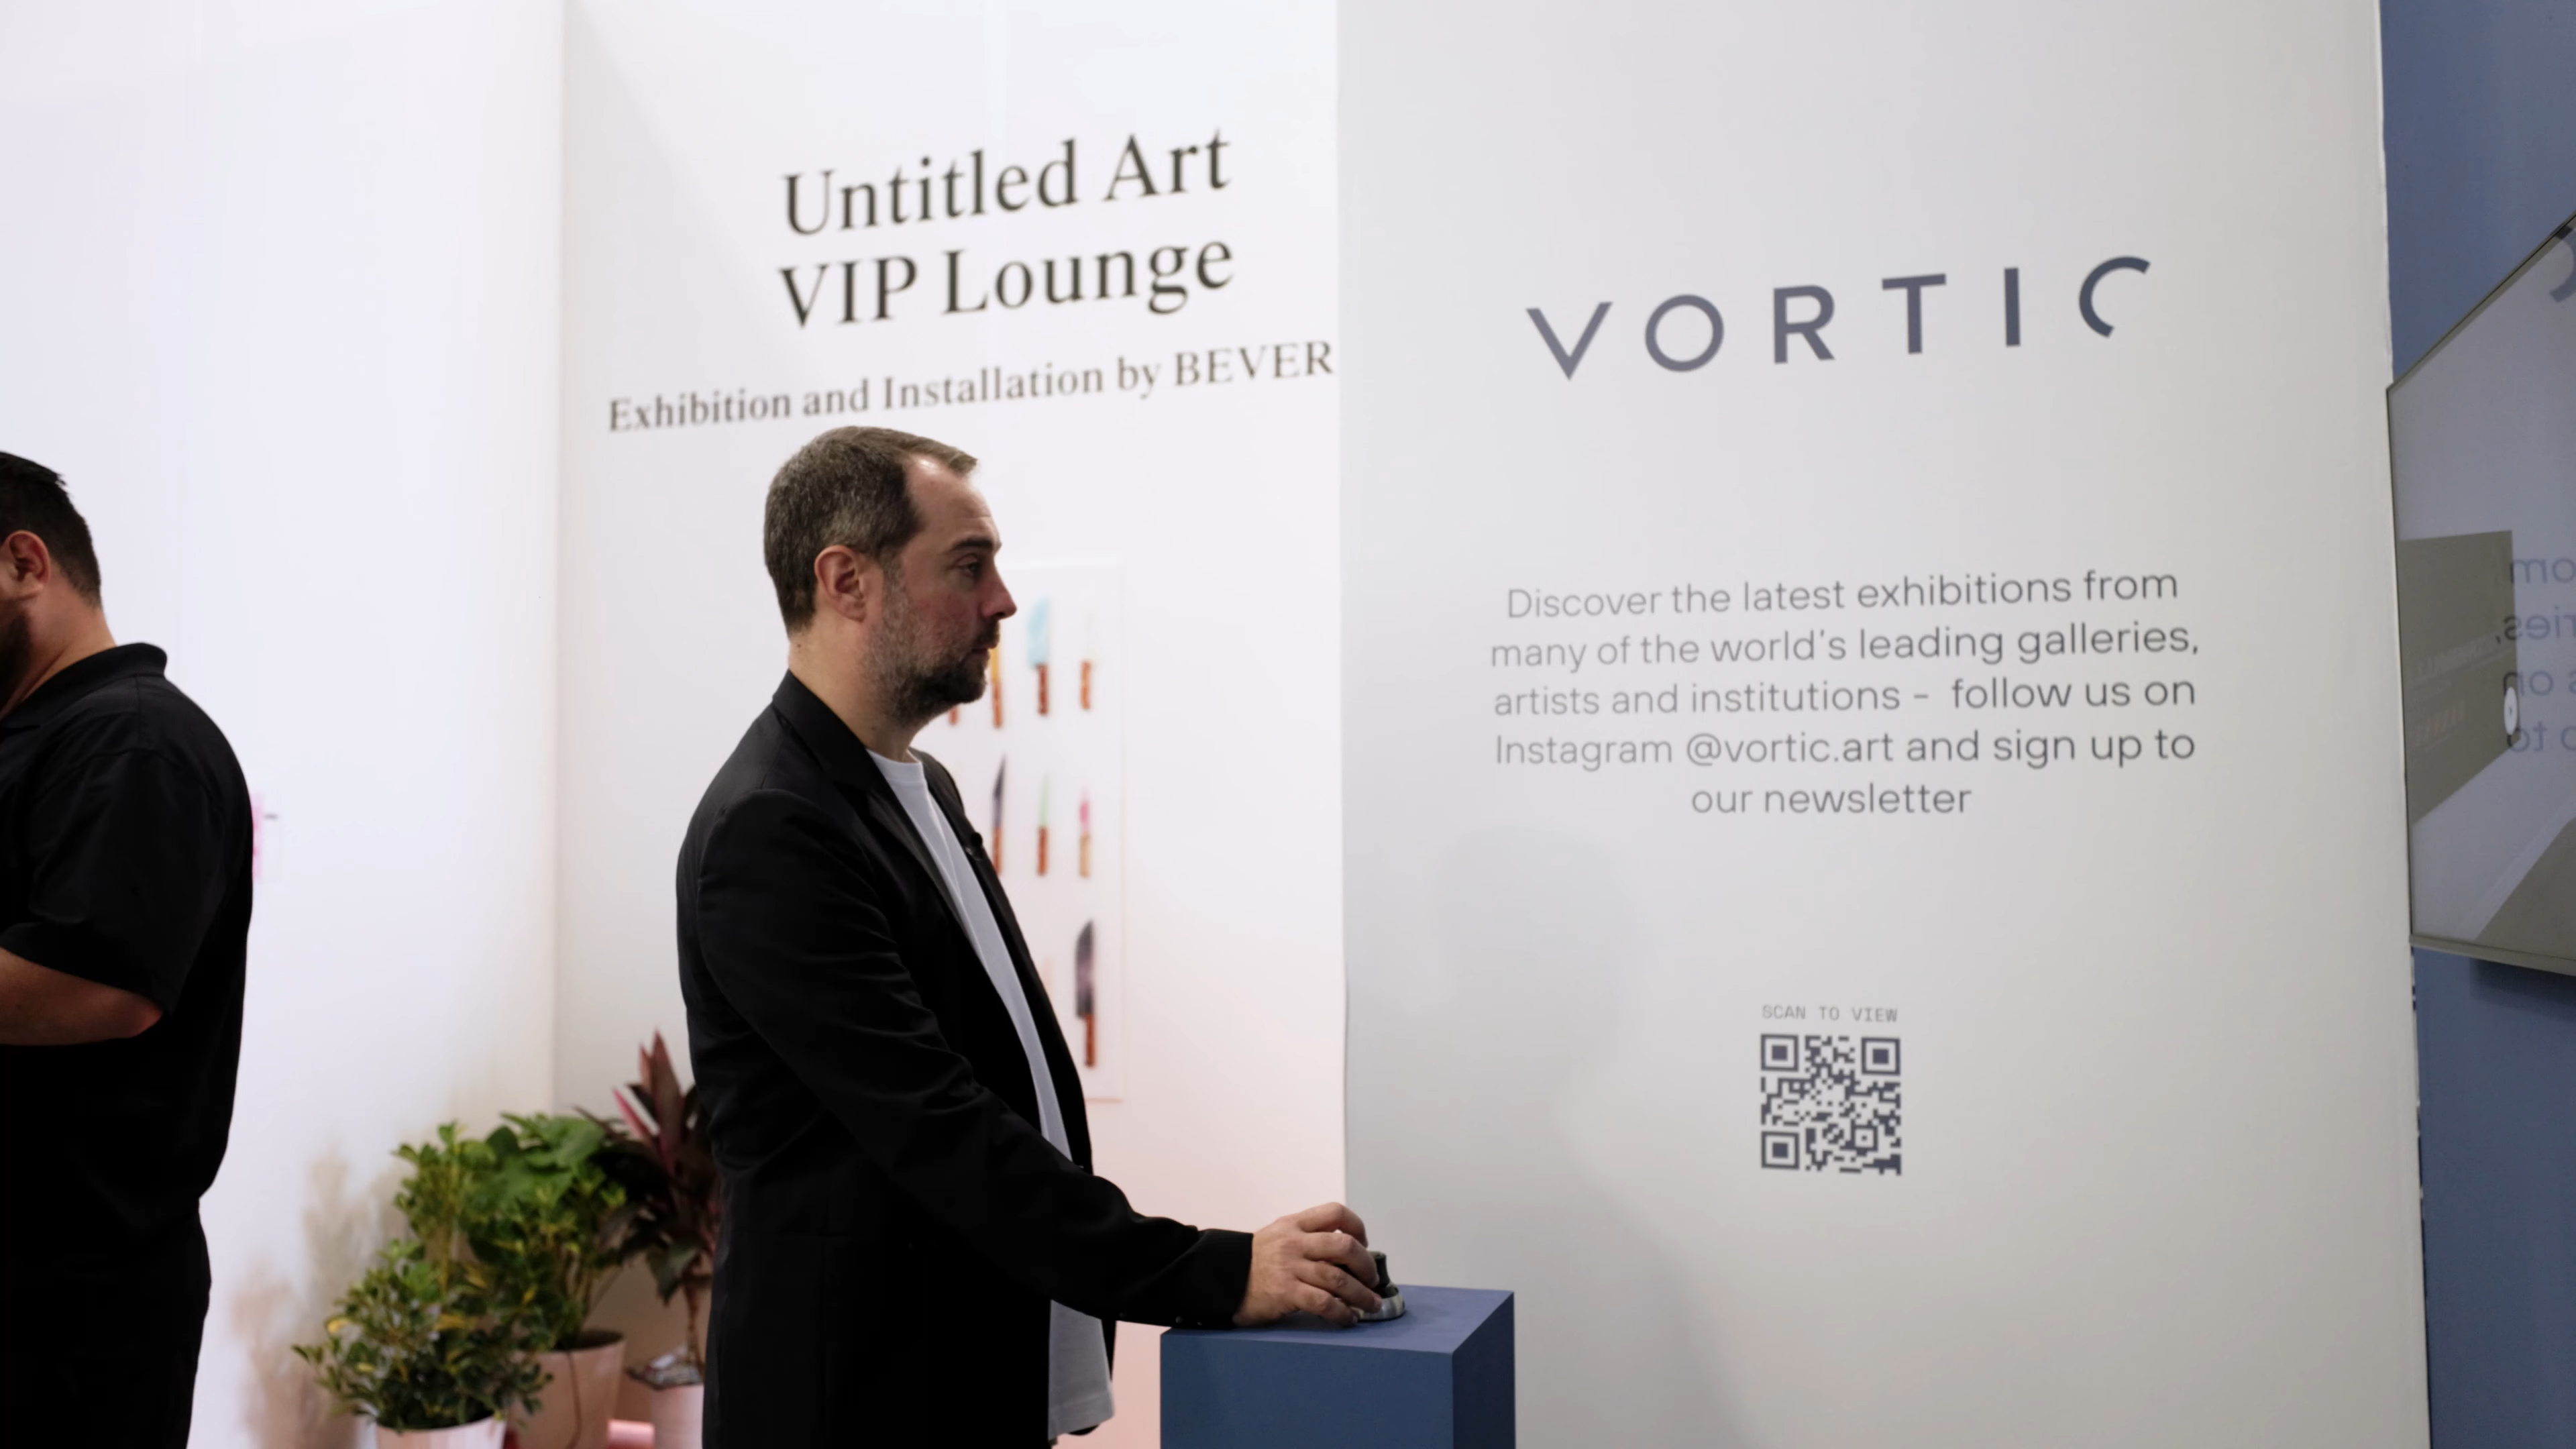 Untitled Art
VIP Lounge
Exhibition and Installation by BEVER
VORTIC
Discover the latest exhibitions from
many of the world's leading galleries,
artists and institutions - follow us on
Instagram @vortic.art and sign up to
our newsletter
SCAN TO VIEW